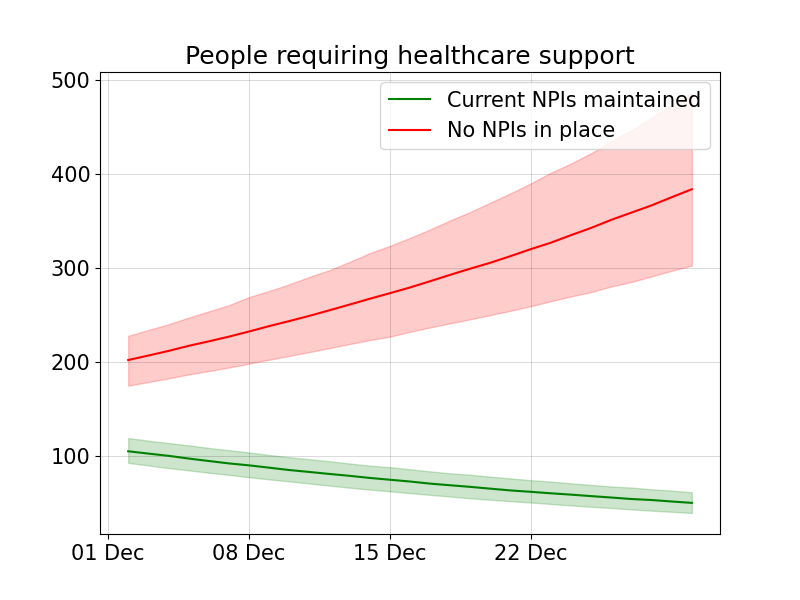 People requiring healthcare support
500
400
300
200
100
Current NPIs maintained
No NPIs in place
01 Dec
08 Dec
15 Dec
22 Dec